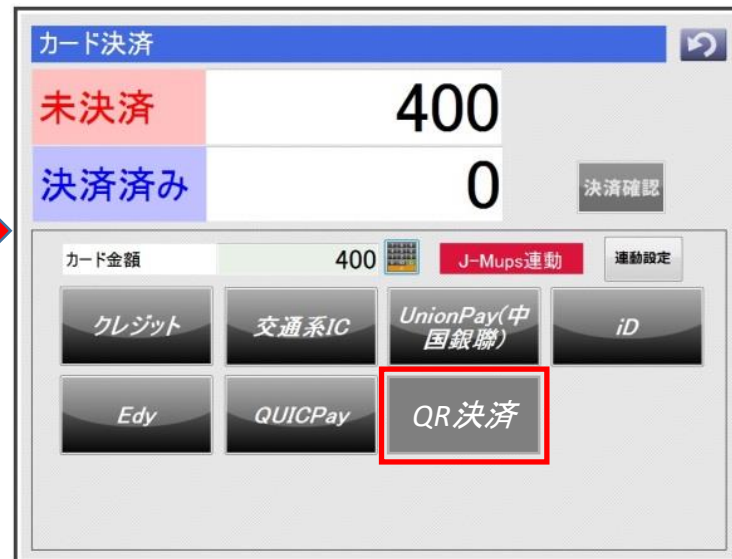 カード決済
未決済 400
決済済み 0 決済確認
カード金額 400 J-Mups連動 連動設定
クレジット 交通系IC UnionPay(中
国銀聯) iD
Edy QUICPay QR決済